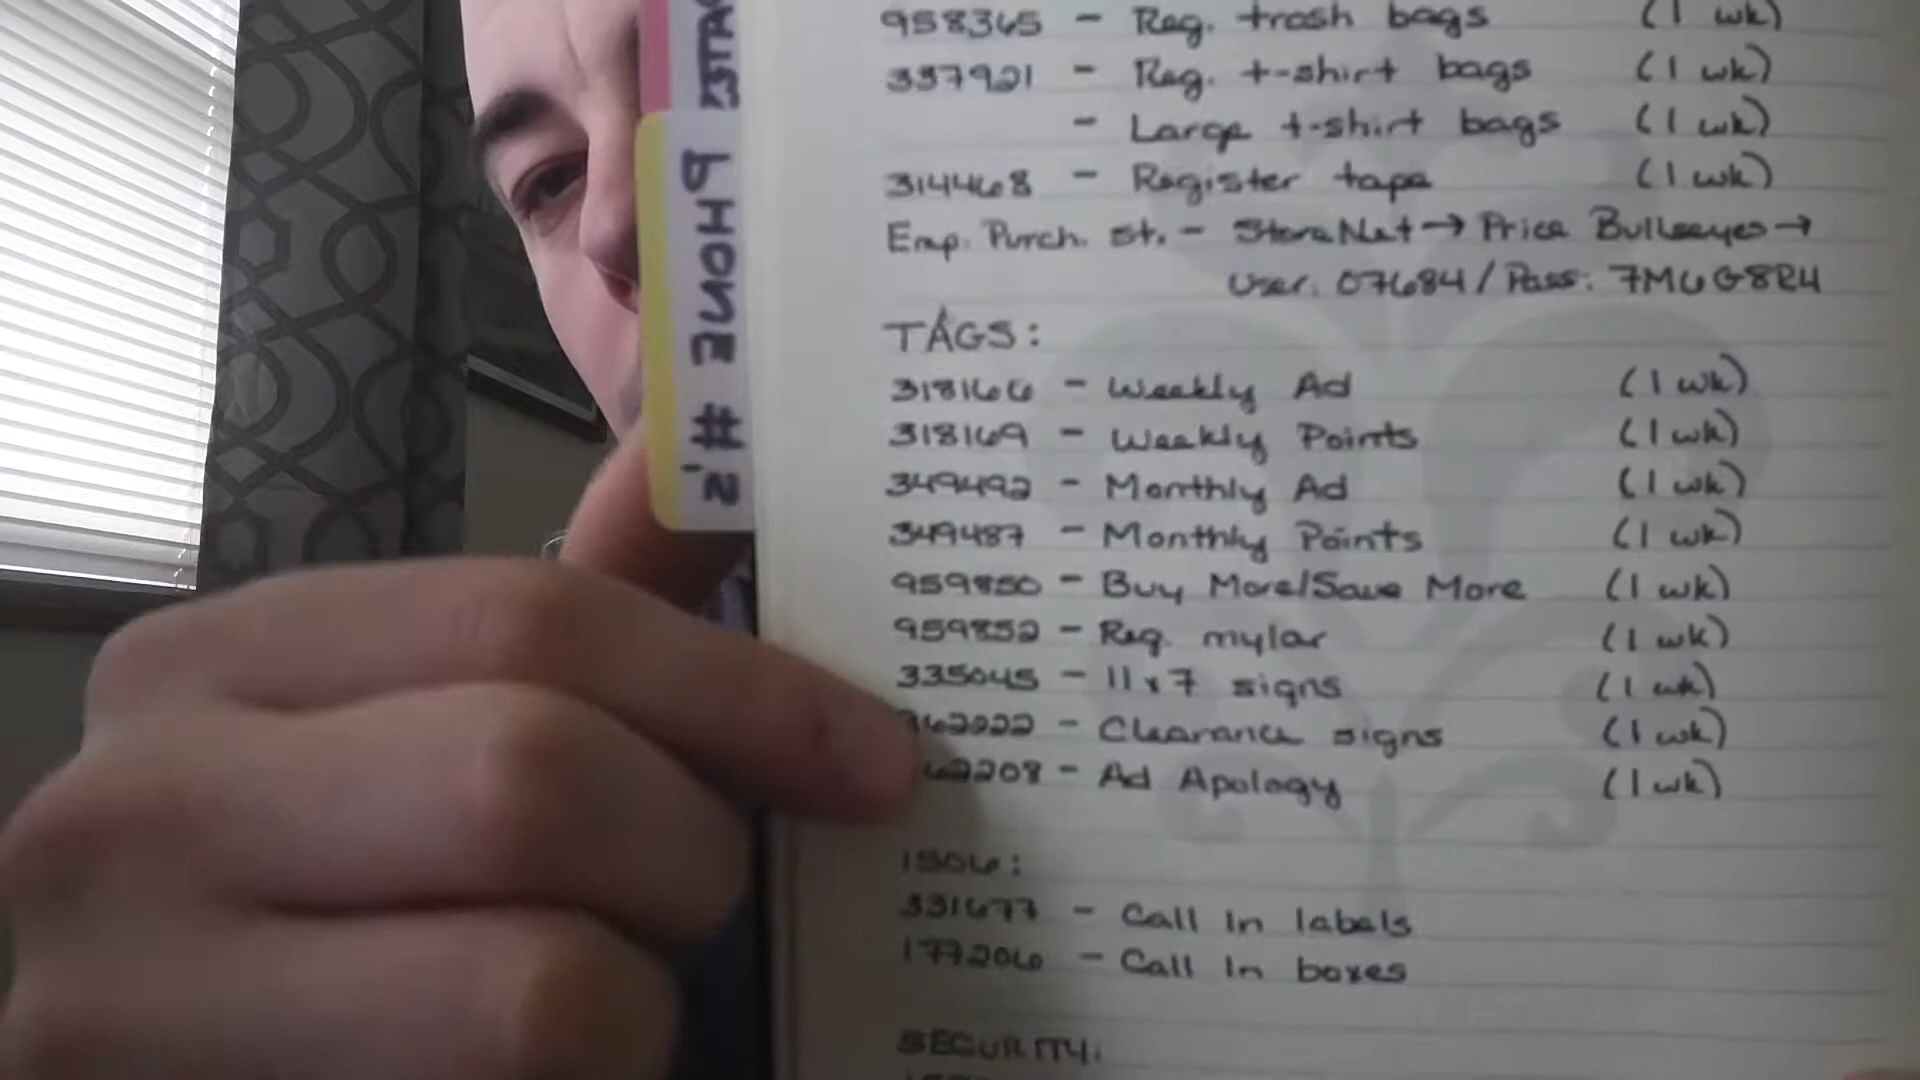 958365 - Reg. trash bags (1 wk)
337921 - Reg. t-shirt bags (1 wk)
- Large t-shirt bags (1 wk)
314468 - Register tape (1 wk)
Emp. Purch. st. - StoreNet → Price Bullseyes →
User: 07684 / Pass: 7M6G8R4
TAGS:
318166 - Weekly Ad (1 wk)
318169 - Weekly Points (1 wk)
349492 - Monthly Ad (1 wk)
349487 - Monthly Points (1 wk)
959850 - Buy More/Save More (1 wk)
959852 - Reg. mylar (1 wk)
335045 - 11x7 signs (1 wk)
- Clearance signs (1 wk)
- Ad Apology (1 wk)
1506:
331677 - Call In labels
177206 - Call In boxes
SECURITY:
PHONE #'s